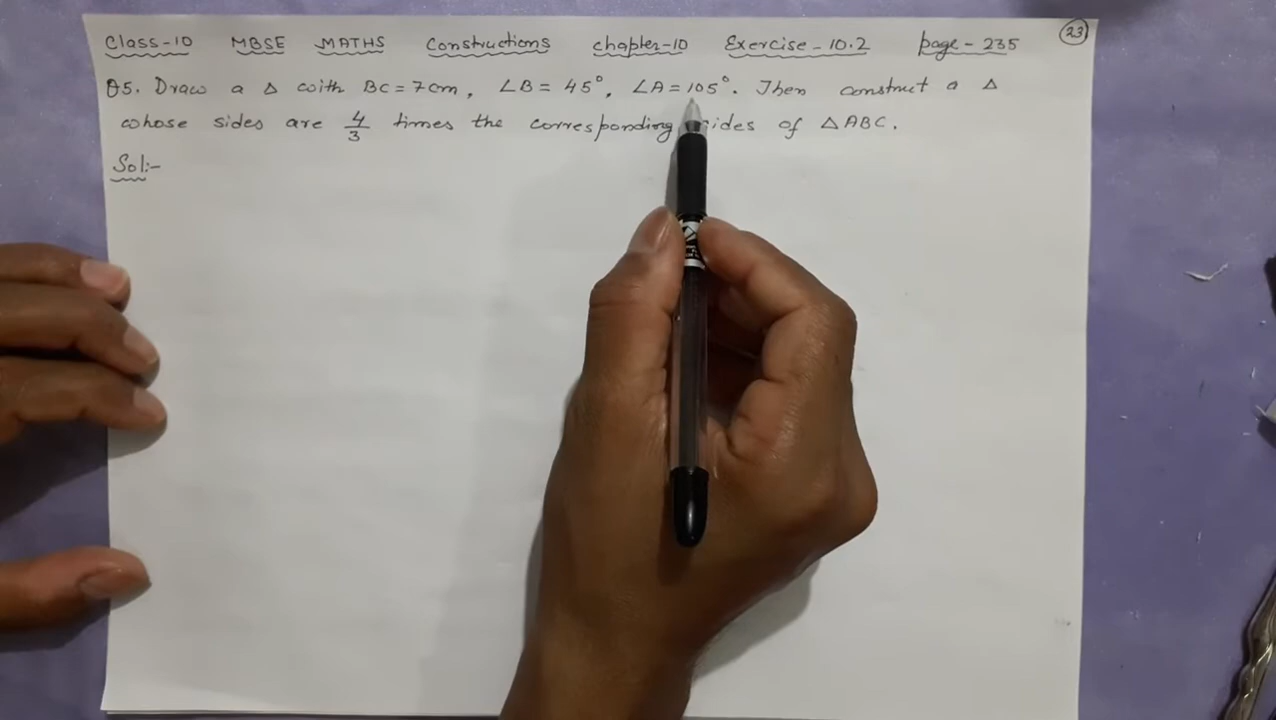 Class-10 MBSE MATHS Constructions chapter-10 Exercise-10.2 page-235 23
Q5. Draw a Δ with BC = 7cm, ∠B = 45°, ∠A = 105°. Then construct a Δ
whose sides are 4/3 times the corresponding sides of ΔABC.
Sol:-